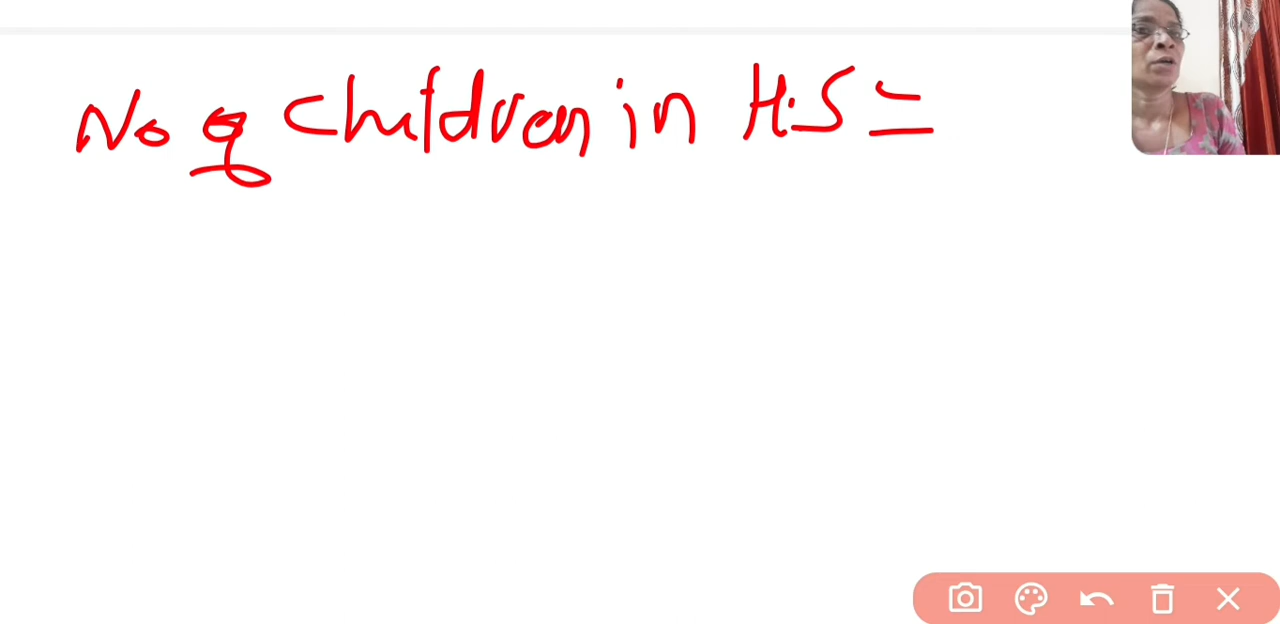 No of Children in H.S =